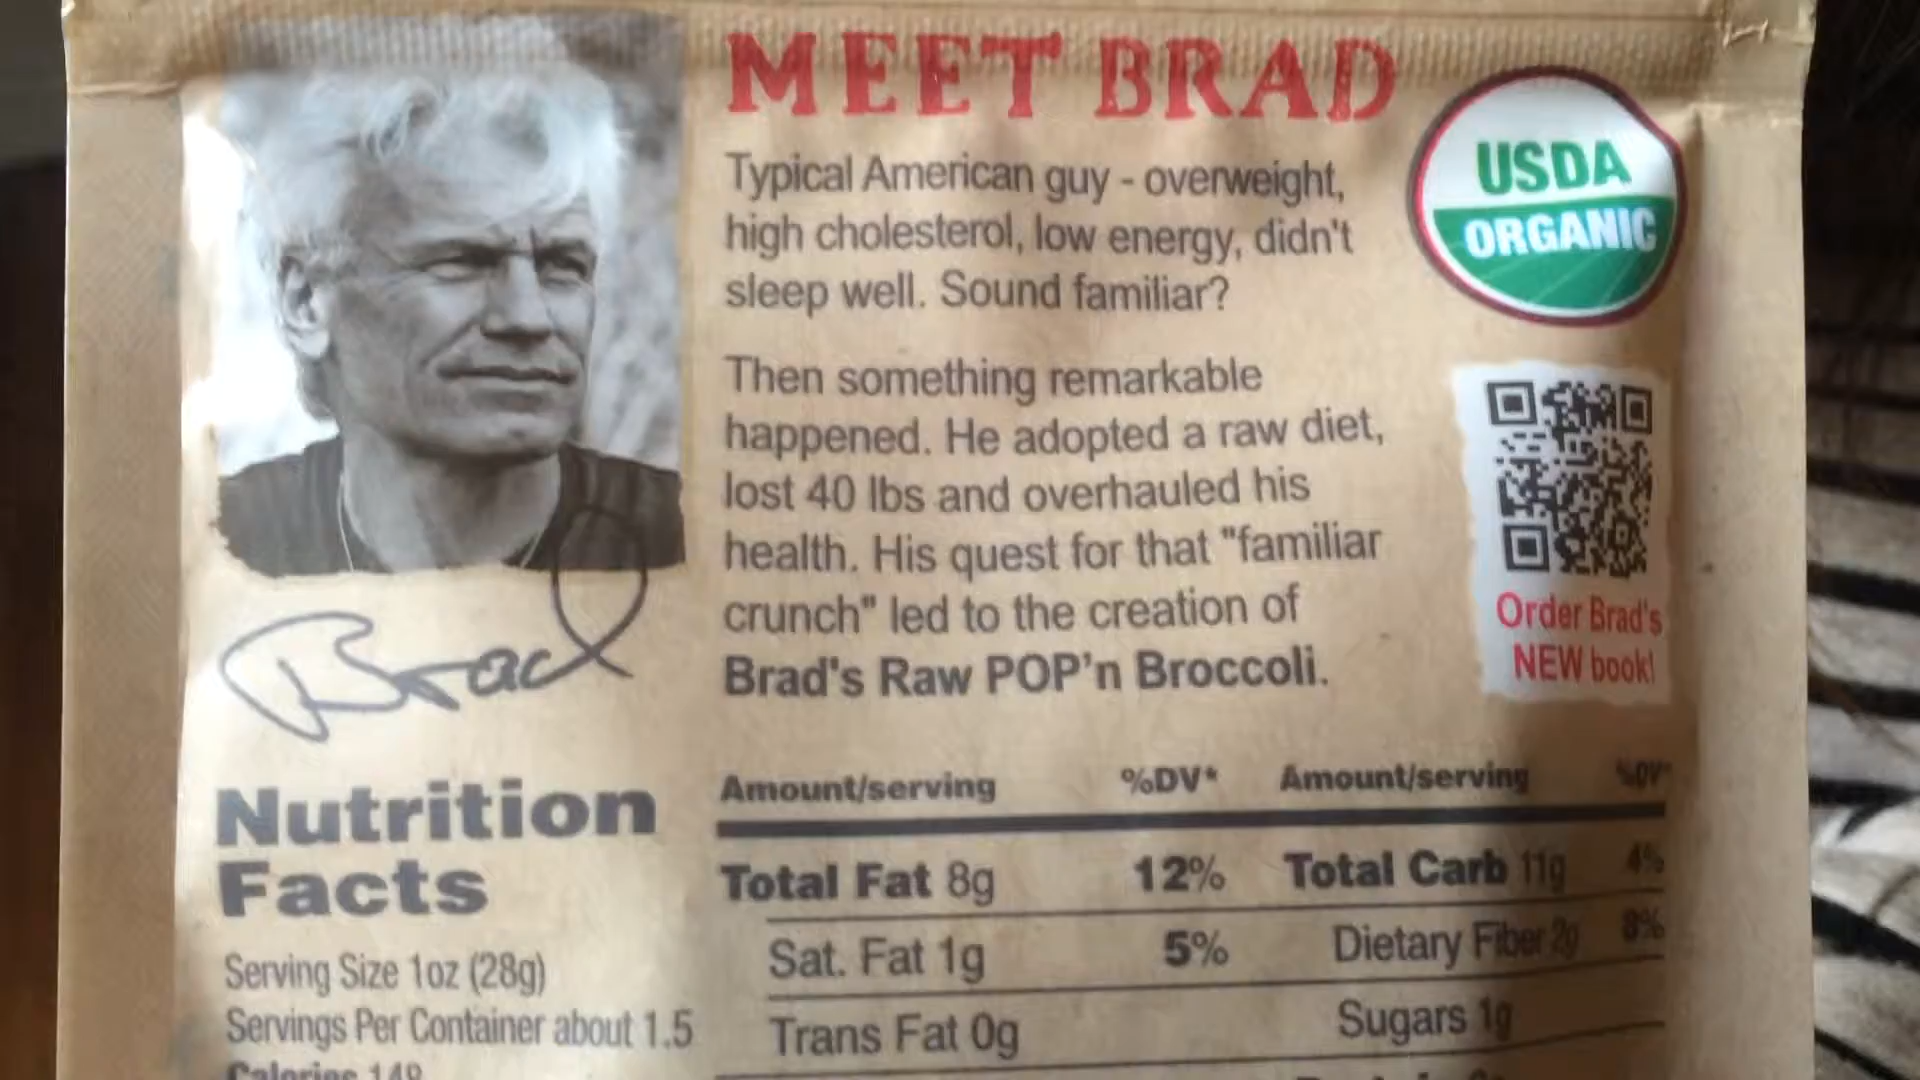 MEET BRAD
Typical American guy - overweight,
high cholesterol, low energy, didn't
sleep well. Sound familiar?
Then something remarkable
happened. He adopted a raw diet,
lost 40 lbs and overhauled his
health. His quest for that "familiar
crunch" led to the creation of
Brad's Raw POP'n Broccoli.
USDA
ORGANIC
Order Brad's
NEW book!
Brad
Nutrition
Facts
Serving Size 1oz (28g)
Servings Per Container about 1.5
Calories 149
Amount/serving %DV* Amount/serving %DV*
Total Fat 8g 12% Total Carb 11g 4%
Sat. Fat 1g 5% Dietary Fiber 2g 8%
Trans Fat 0g Sugars 1g